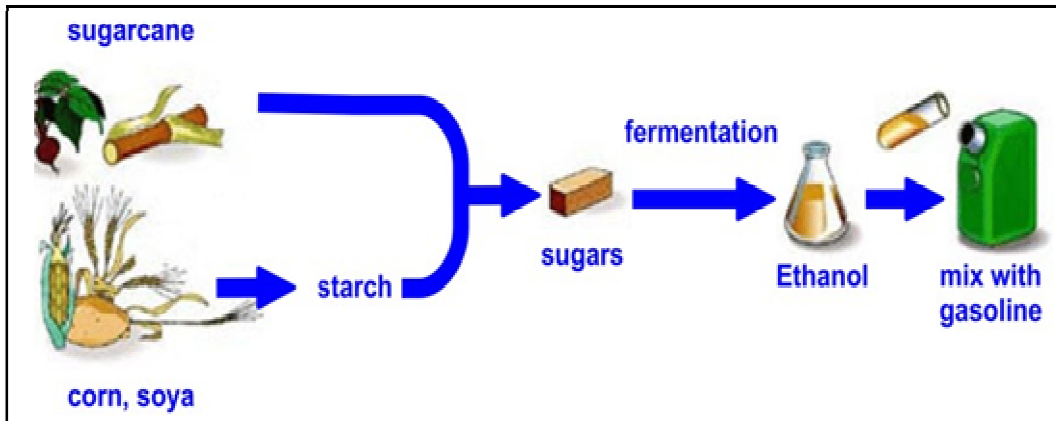 sugarcane
fermentation
starch
sugars
Ethanol
mix with
gasoline
corn, soya